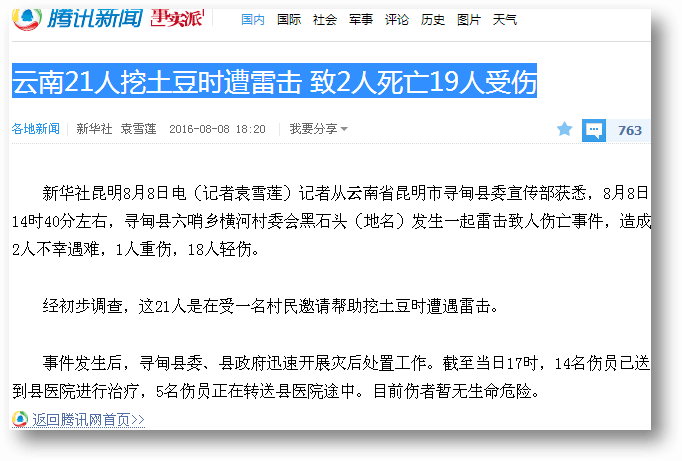 腾讯新闻 事实派 国内 国际 社会 军事 评论 历史 图片 天气
云南21人挖土豆时遭雷击 致2人死亡19人受伤
各地新闻 新华社 袁雪莲 2016-08-08 18:20 我要分享 763
新华社昆明8月8日电（记者袁雪莲）记者从云南省昆明市寻甸县委宣传部获悉，8月8日
14时40分左右，寻甸县六哨乡横河村委会黑石头（地名）发生一起雷击致人伤亡事件，造成
2人不幸遇难，1人重伤，18人轻伤。
经初步调查，这21人是在受一名村民邀请帮助挖土豆时遭遇雷击。
事件发生后，寻甸县委、县政府迅速开展灾后处置工作。截至当日17时，14名伤员已送
到县医院进行治疗，5名伤员正在转送县医院途中。目前伤者暂无生命危险。
返回腾讯网首页>>